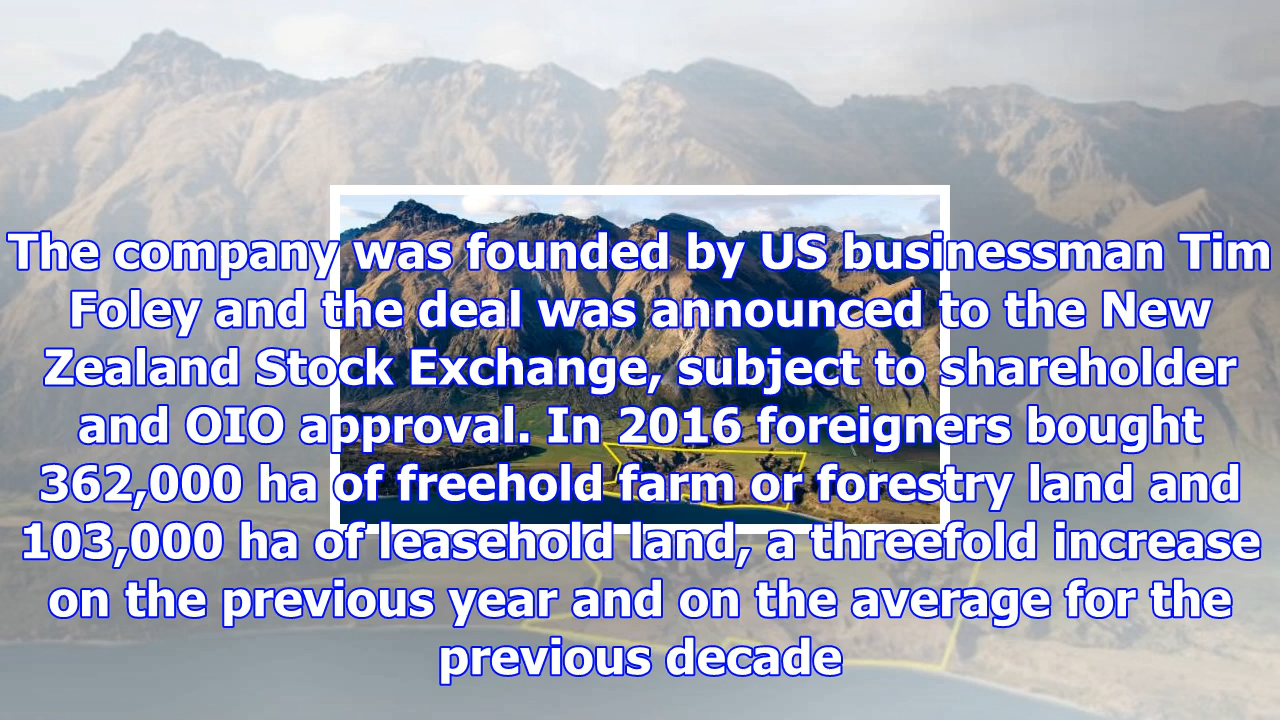 The company was founded by US businessman Tim
Foley and the deal was announced to the New
Zealand Stock Exchange, subject to shareholder
and OIO approval. In 2016 foreigners bought
362,000 ha of freehold farm or forestry land and
103,000 ha of leasehold land, a threefold increase
on the previous year and on the average for the
previous decade